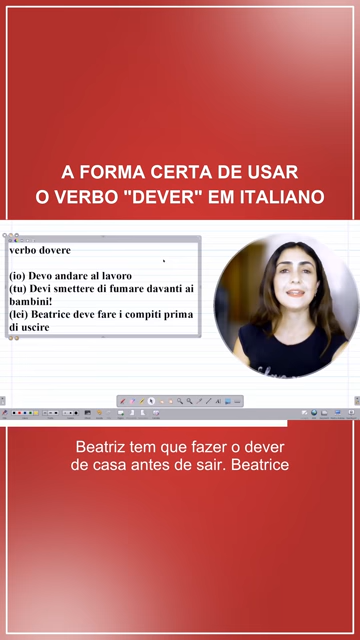 A FORMA CERTA DE USAR
O VERBO "DEVER" EM ITALIANO
verbo dovere
(io) Devo andare al lavoro
(tu) Devi smettere di fumare davanti ai
bambini!
(lei) Beatrice deve fare i compiti prima
di uscire
Beatriz tem que fazer o dever
de casa antes de sair. Beatrice